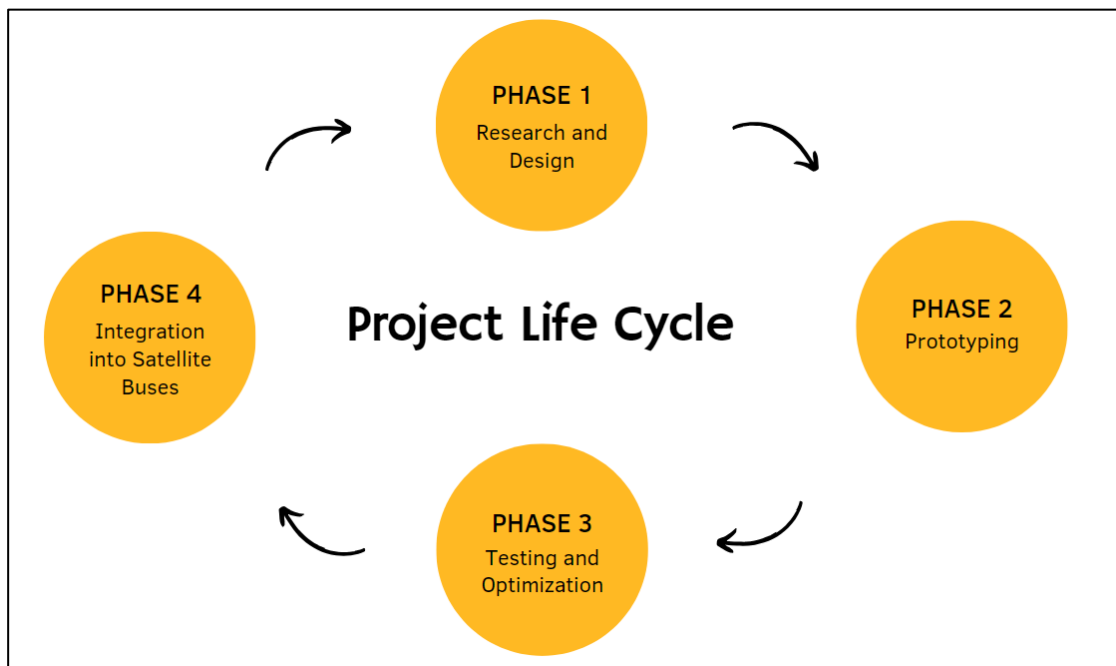 PHASE 1
Research and
Design
PHASE 4
Integration
into Satellite
Buses
Project Life Cycle
PHASE 2
Prototyping
PHASE 3
Testing and
Optimization